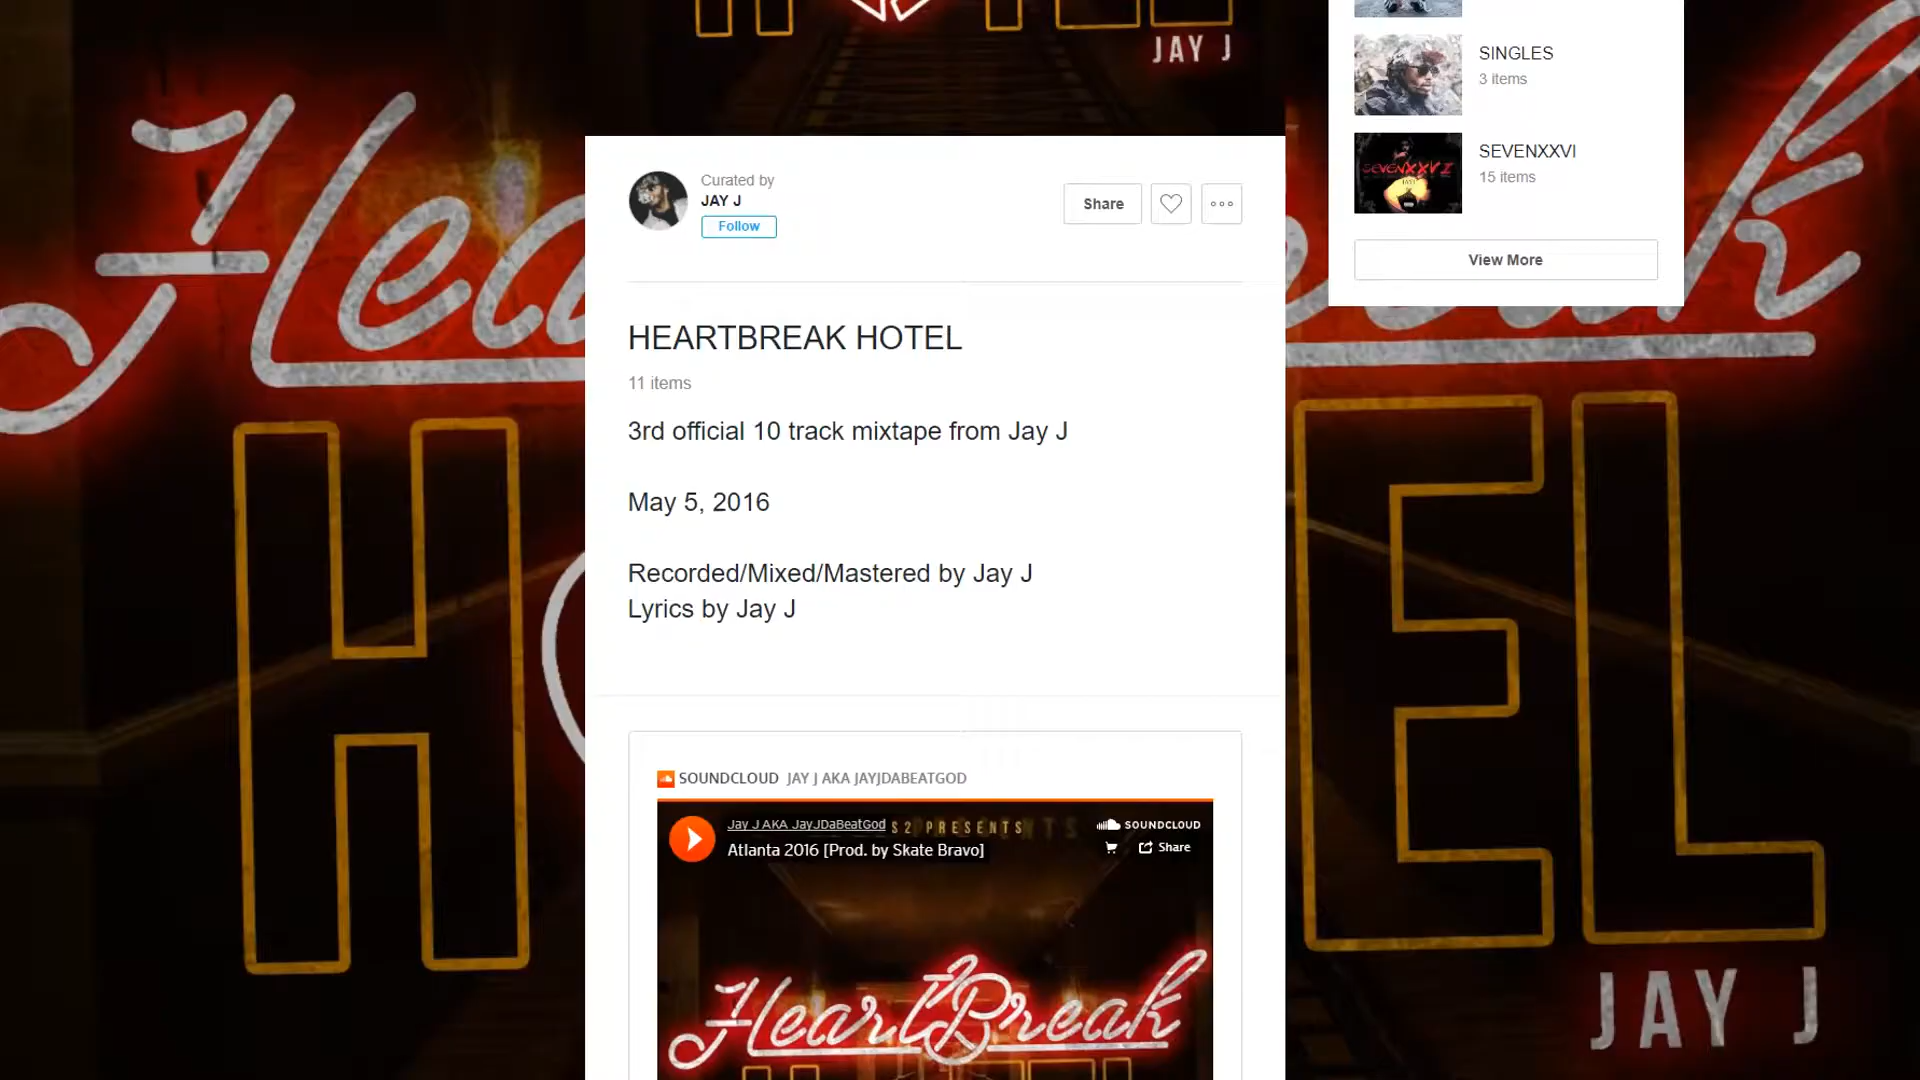 JAY J
SINGLES
3 items
SEVENXXVI
SEVENXXVI
15 items
View More
Curated by
JAY J
Follow
Share
HEARTBREAK HOTEL
11 items
3rd official 10 track mixtape from Jay J
May 5, 2016
Recorded/Mixed/Mastered by Jay J
Lyrics by Jay J
SOUNDCLOUD JAY J AKA JAYJDABEATGOD
Jay J AKA JayJDaBeatGod
S2 PRESENTS
SOUNDCLOUD
Atlanta 2016 [Prod. by Skate Bravo]
Share
HeartBreak
JAY J